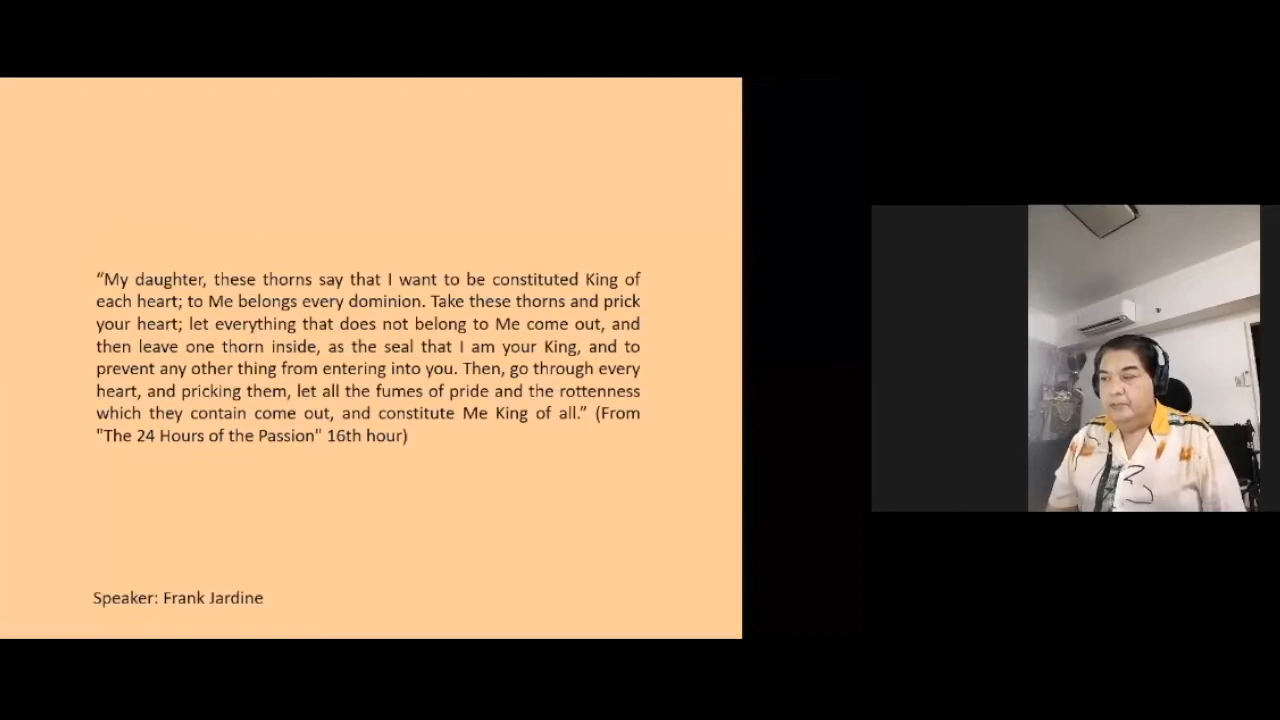 “My daughter, these thorns say that I want to be constituted King of
each heart; to Me belongs every dominion. Take these thorns and prick
your heart; let everything that does not belong to Me come out, and
then leave one thorn inside, as the seal that I am your King, and to
prevent any other thing from entering into you. Then, go through every
heart, and pricking them, let all the fumes of pride and the rottenness
which they contain come out, and constitute Me King of all.” (From
"The 24 Hours of the Passion" 16th hour)
Speaker: Frank Jardine